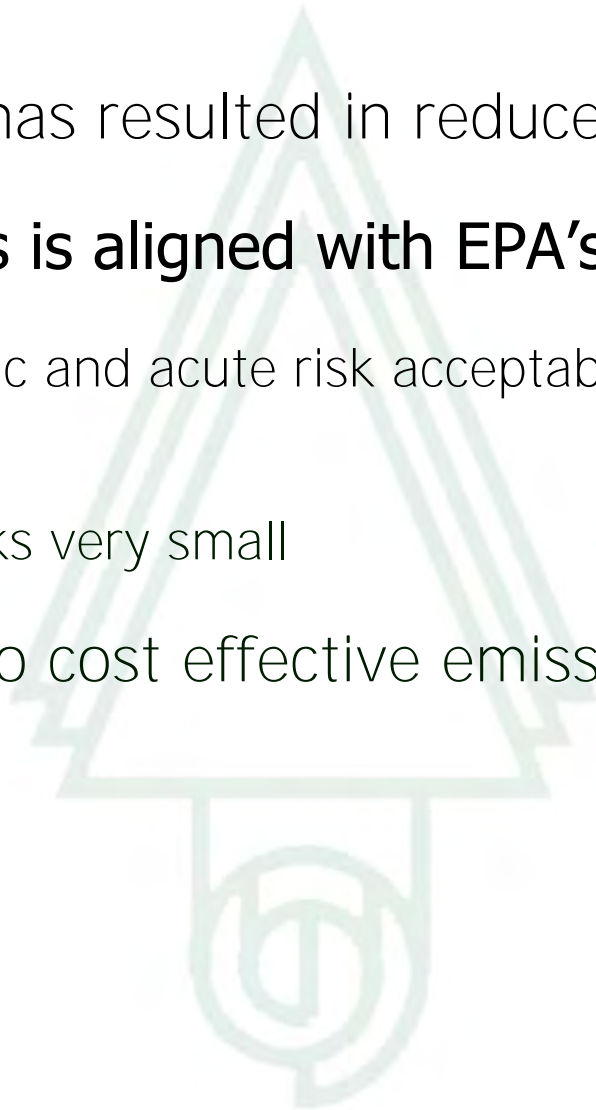 has resulted in reduce
s is aligned with EPA’s
c and acute risk acceptab
ks very small
o cost effective emiss